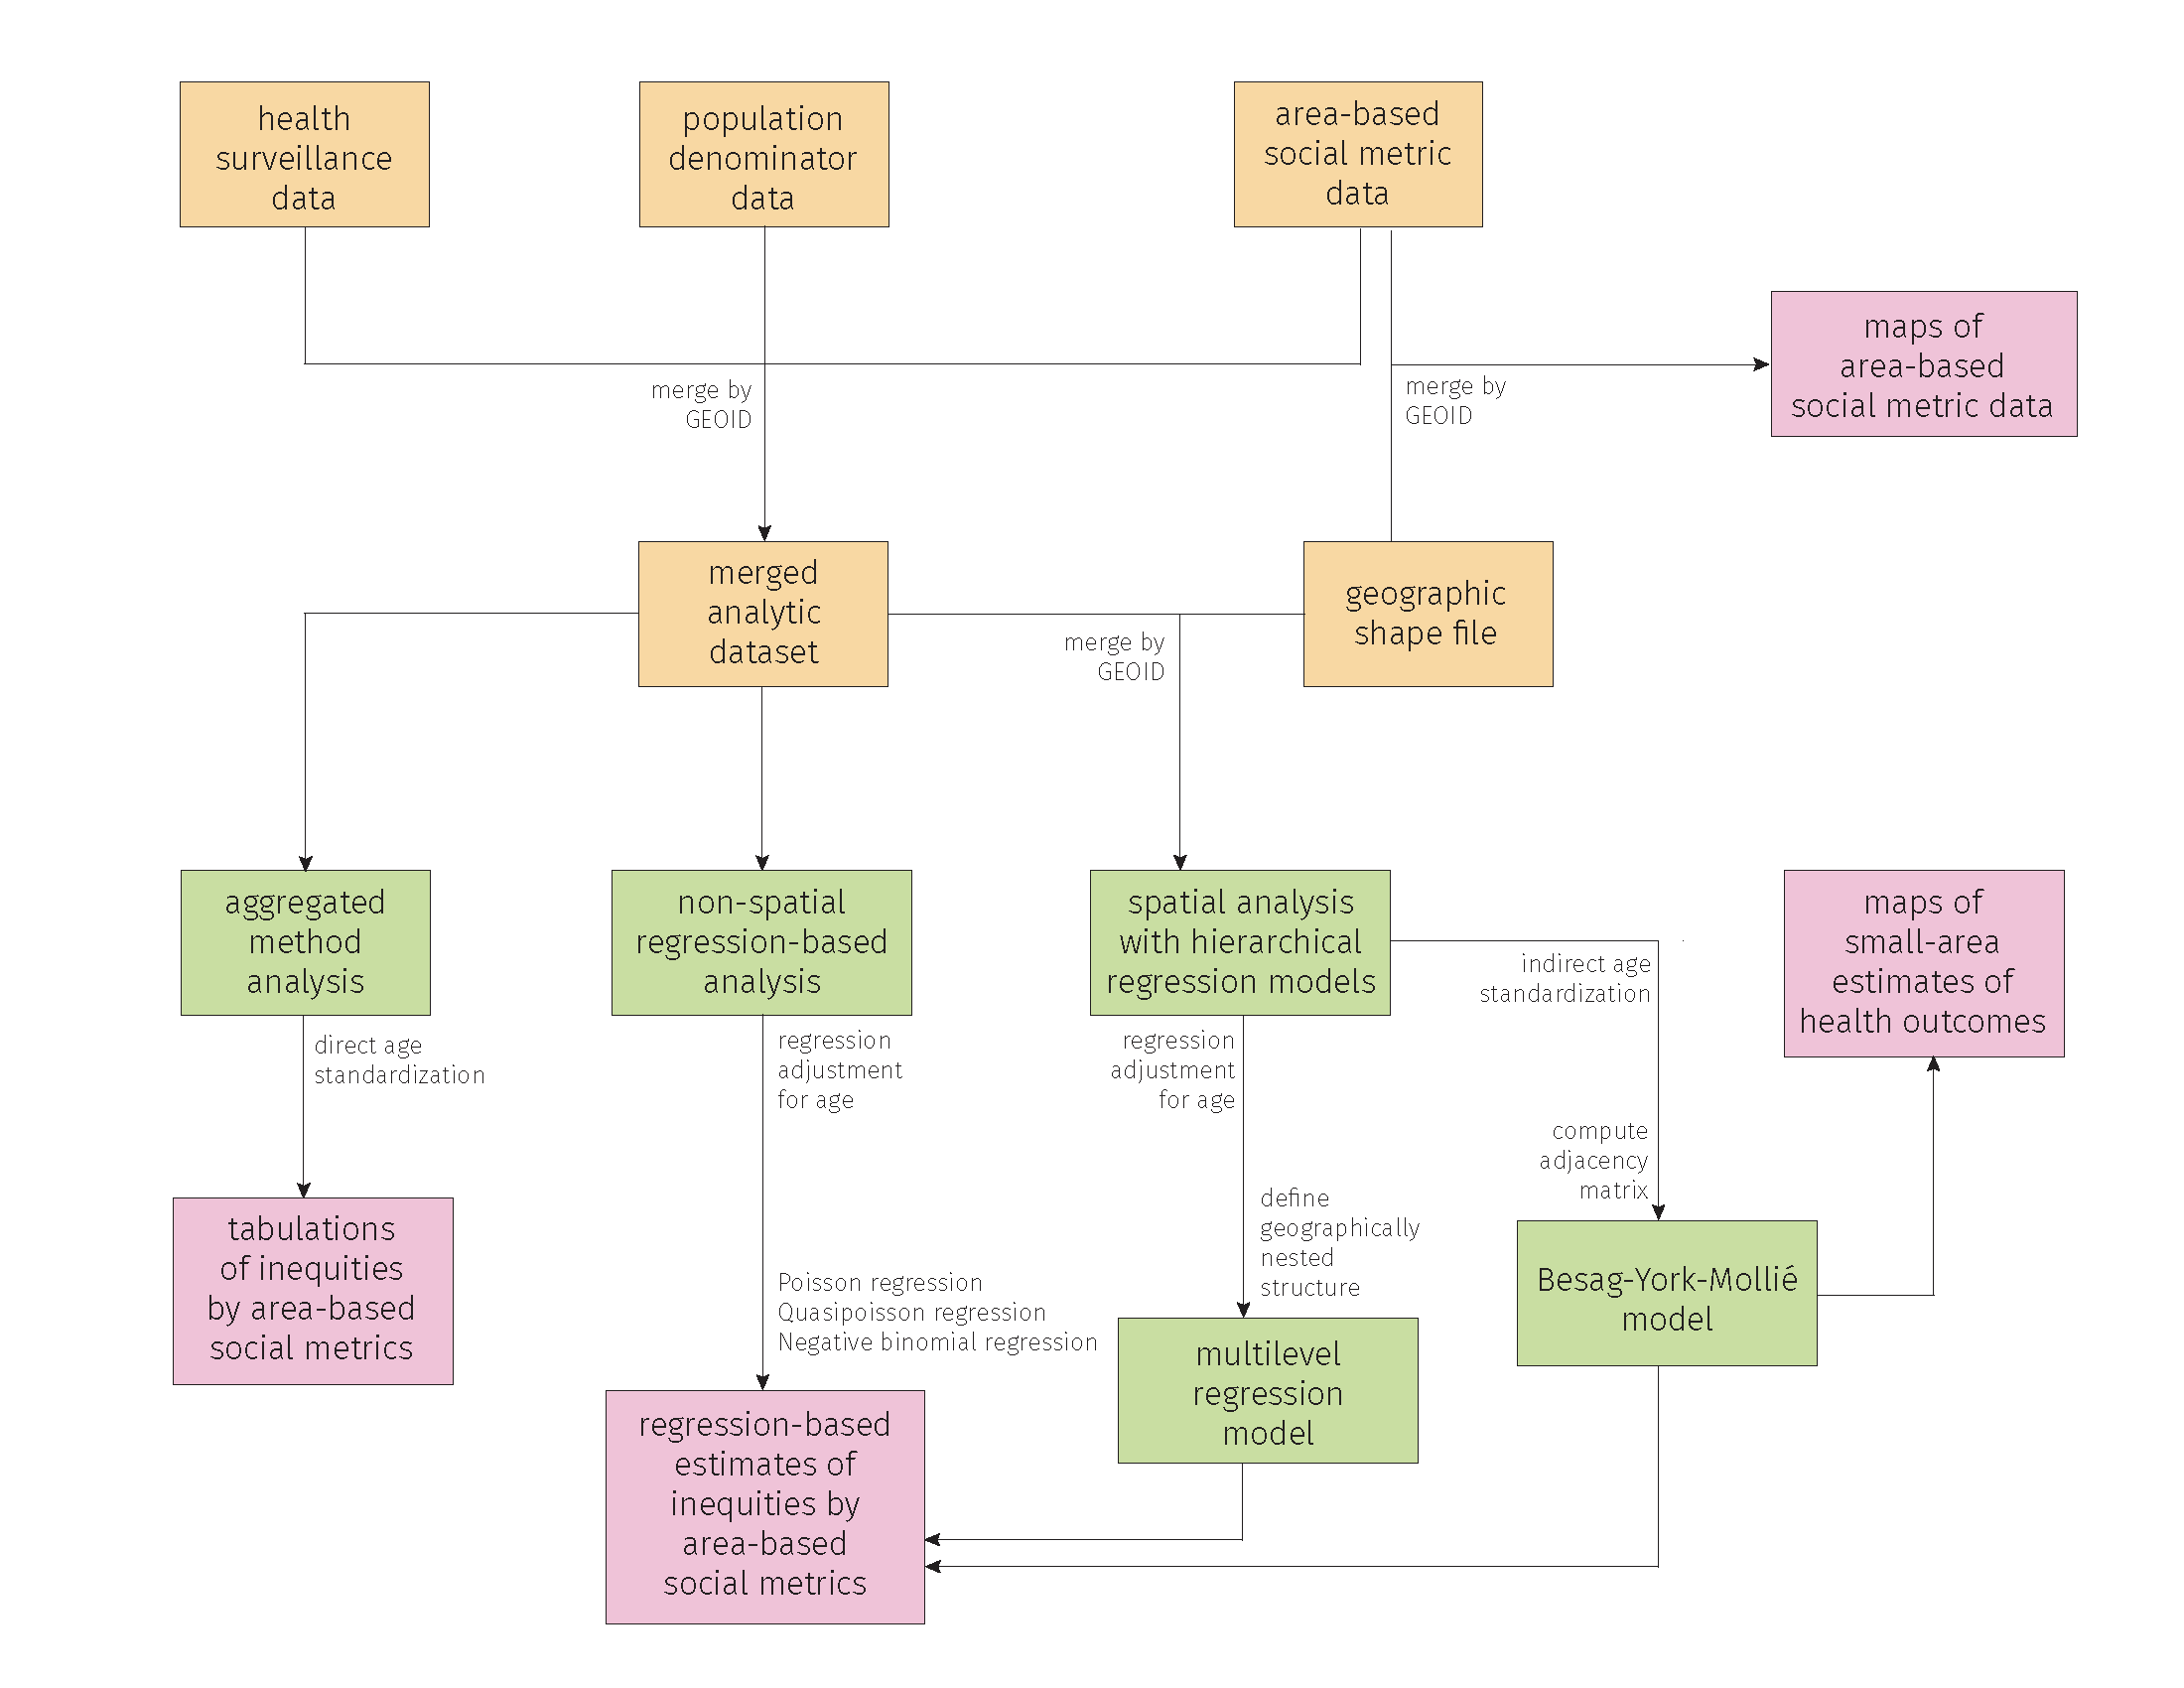 health
surveillance
data
population
denominator
data
area-based
social metric
data
maps of
area-based
social metric data
merge by
GEOID
merge by
GEOID
merged
analytic
dataset
geographic
shape file
merge by
GEOID
aggregated
method
analysis
non-spatial
regression-based
analysis
spatial analysis
with hierarchical
regression models
maps of
small-area
estimates of
health outcomes
indirect age
standardization
direct age
standardization
regression
adjustment
for age
regression
adjustment
for age
compute
adjacency
matrix
define
geographically
nested
structure
tabulations
of inequities
by area-based
social metrics
Poisson regression
Quasipoisson regression
Negative binomial regression
Besag-York-Mollié
model
multilevel
regression
model
regression-based
estimates of
inequities by
area-based
social metrics